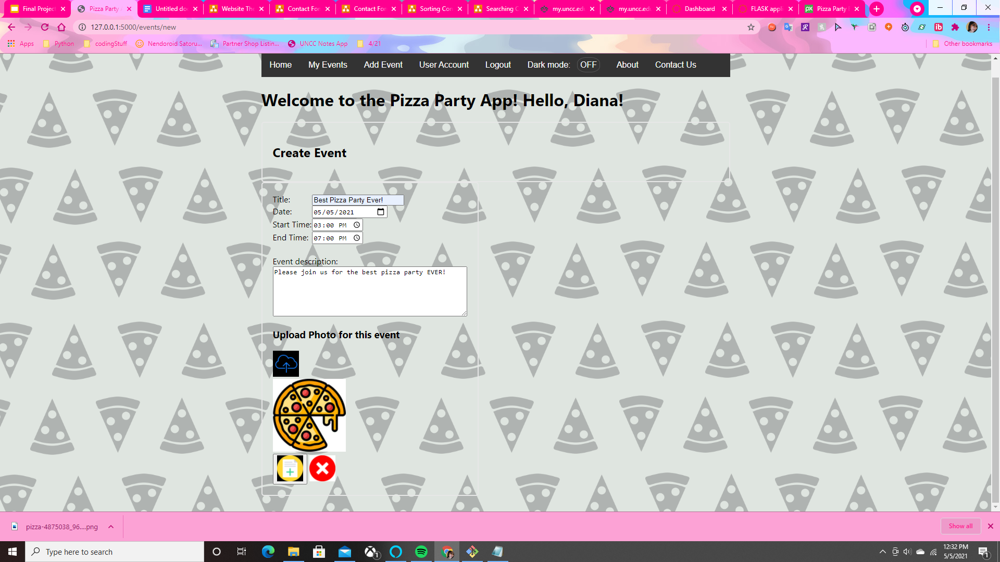 Final Project
Pizza Party
Untitled do
Website The
Contact For
Contact For
Sorting Con
Searching C
my.uncc.ed
my.uncc.ed
Dashboard
FLASK appli
Pizza Party
127.0.0.1:5000/events/new
Apps
Python
codingStuff
Nendoroid Satoru...
Partner Shop Listin...
UNCC Notes App
4/21
Other bookmarks
Home
My Events
Add Event
User Account
Logout
Dark mode:
OFF
About
Contact Us
Welcome to the Pizza Party App! Hello, Diana!
Create Event
Title: Best Pizza Party Ever!
Date: 05/05/2021
Start Time: 03:00 PM
End Time: 07:00 PM
Event description:
Please join us for the best pizza party EVER!
Upload Photo for this event
pizza-4875038_96....png
Show all
Type here to search
1
12:32 PM
5/5/2021
1